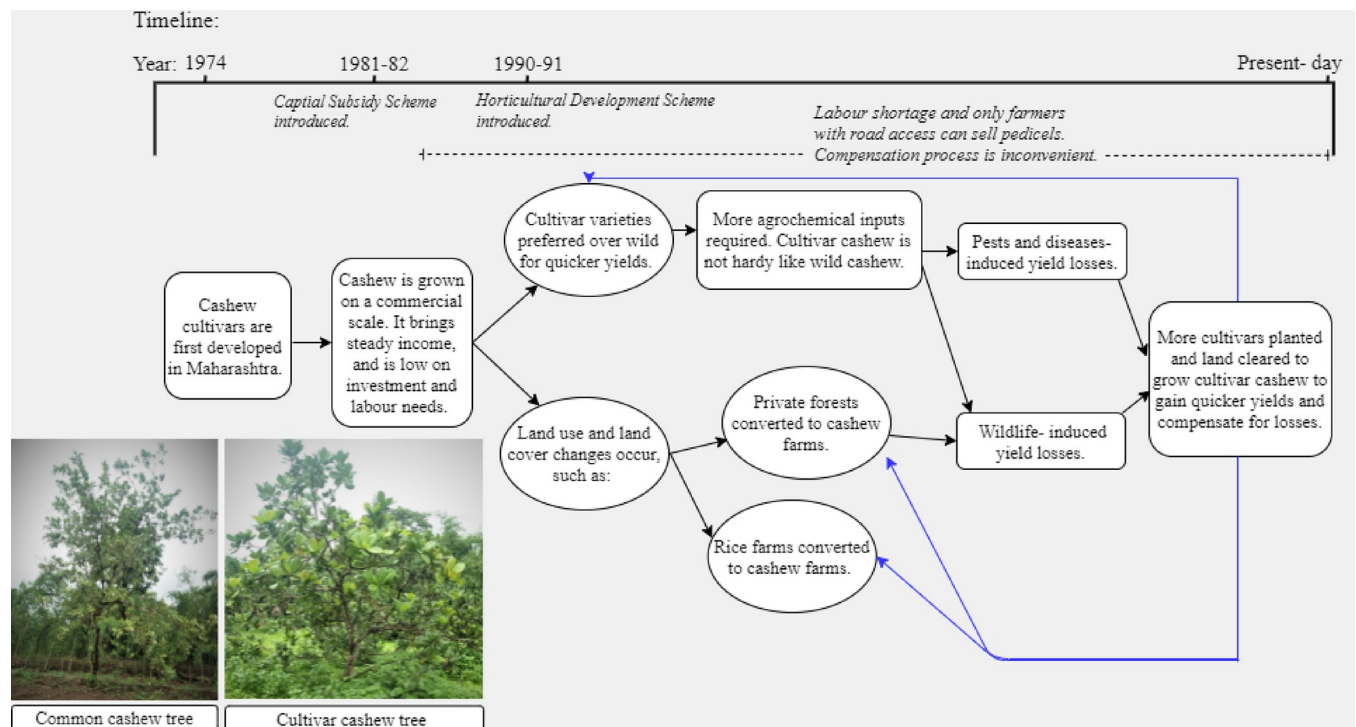 Timeline:
Year: 1974
1981-82
1990-91
Present- day
Captial Subsidy Scheme
introduced.
Horticultural Development Scheme
introduced.
Labour shortage and only farmers
with road access can sell pedicels.
Compensation process is inconvenient.
Cashew
cultivars are
first developed
in Maharashtra.
Cashew is grown
on a commercial
scale. It brings
steady income,
and is low on
investment and
labour needs.
Cultivar varieties
preferred over wild
for quicker yields.
More agrochemical inputs
required. Cultivar cashew is
not hardy like wild cashew.
Pests and diseases-
induced yield losses.
Land use and land
cover changes occur,
such as:
Private forests
converted to cashew
farms.
Rice farms converted
to cashew farms.
Wildlife- induced
yield losses.
More cultivars planted
and land cleared to
grow cultivar cashew to
gain quicker yields and
compensate for losses.
Common cashew tree
Cultivar cashew tree